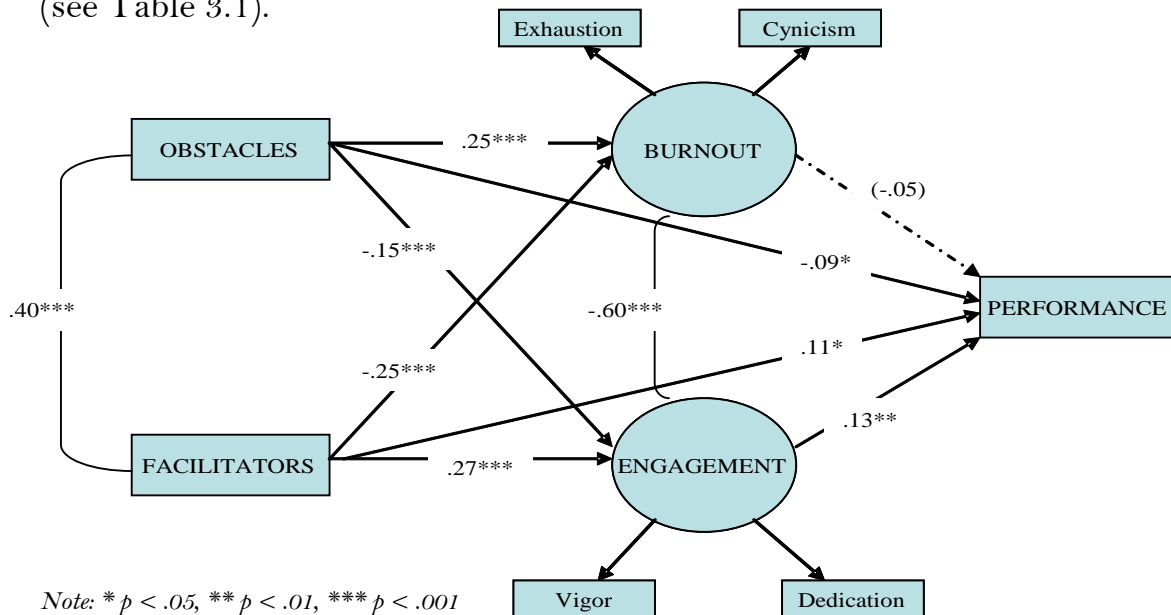 (see Table 3.1).
Exhaustion
Cynicism
OBSTACLES
.25***
BURNOUT
(-.05)
-.15***
-.09*
.40***
-.60***
PERFORMANCE
.11*
-.25***
.13**
FACILITATORS
.27***
ENGAGEMENT
Note: * p < .05, ** p < .01, *** p < .001
Vigor
Dedication